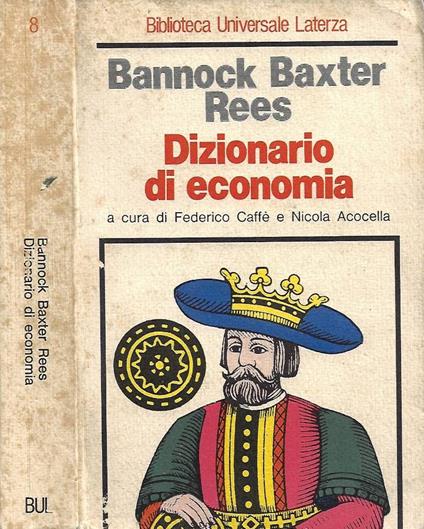 8
Bannock Baxter Rees
Dizionario di economia
BUL
Biblioteca Universale Laterza
Bannock Baxter
Rees
Dizionario
di economia
a cura di Federico Caffè e Nicola Acocella